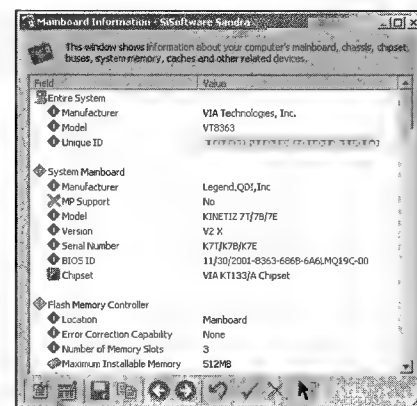 Mainboard Information - SiSoftware Sandra
This window shows information about your computer's mainboard, chassis, chipset, buses, system memory, caches and other related devices.
Field Value
Entire System
Manufacturer VIA Technologies, Inc.
Model VT8363
Unique ID
System Mainboard
Manufacturer Legend,QDI,Inc
MP Support No
Model KINETIZ 7T/7B/7E
Version V2 X
Serial Number K7T/K7B/K7E
BIOS ID 11/30/2001-8363-686B-6A6LMQ19C-00
Chipset VIA KT133/A Chipset
Flash Memory Controller
Location Mainboard
Error Correction Capability None
Number of Memory Slots 3
Maximum Installable Memory 512MB